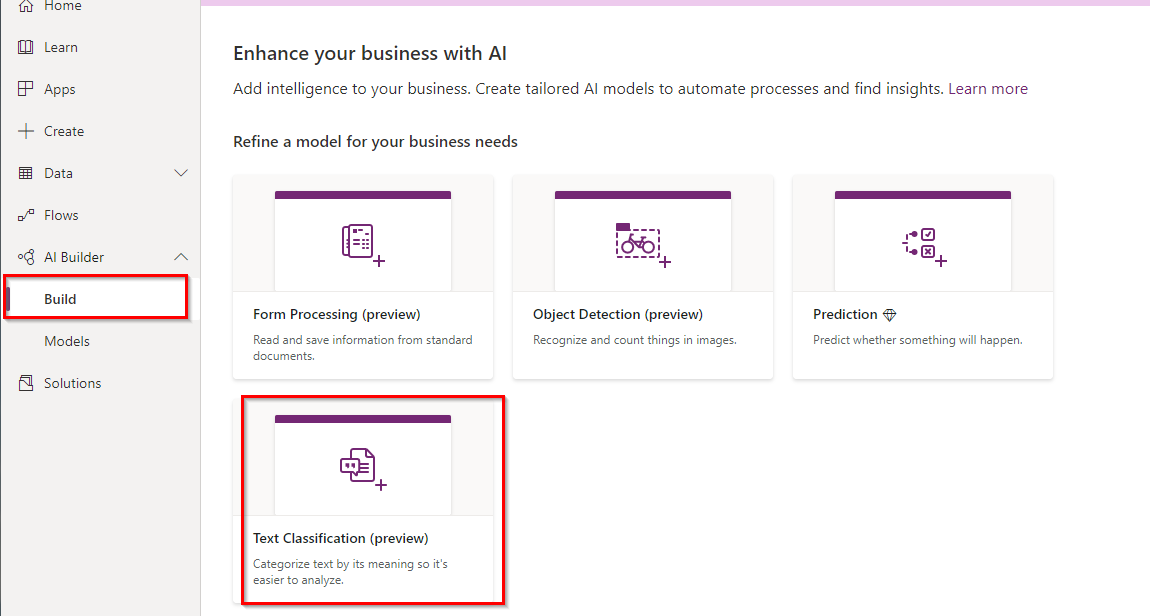 Home
Learn
Apps
Create
Data
Flows
AI Builder
Build
Models
Solutions
Enhance your business with AI
Add intelligence to your business. Create tailored AI models to automate processes and find insights. Learn more
Refine a model for your business needs
Form Processing (preview)
Read and save information from standard
documents.
Object Detection (preview)
Recognize and count things in images.
Prediction
Predict whether something will happen.
Text Classification (preview)
Categorize text by its meaning so it's
easier to analyze.